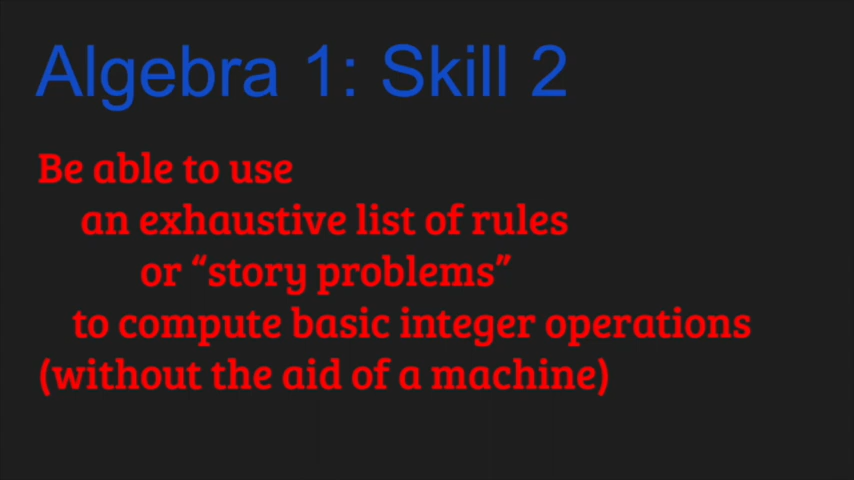 Algebra 1: Skill 2
Be able to use
an exhaustive list of rules
or “story problems”
to compute basic integer operations
(without the aid of a machine)